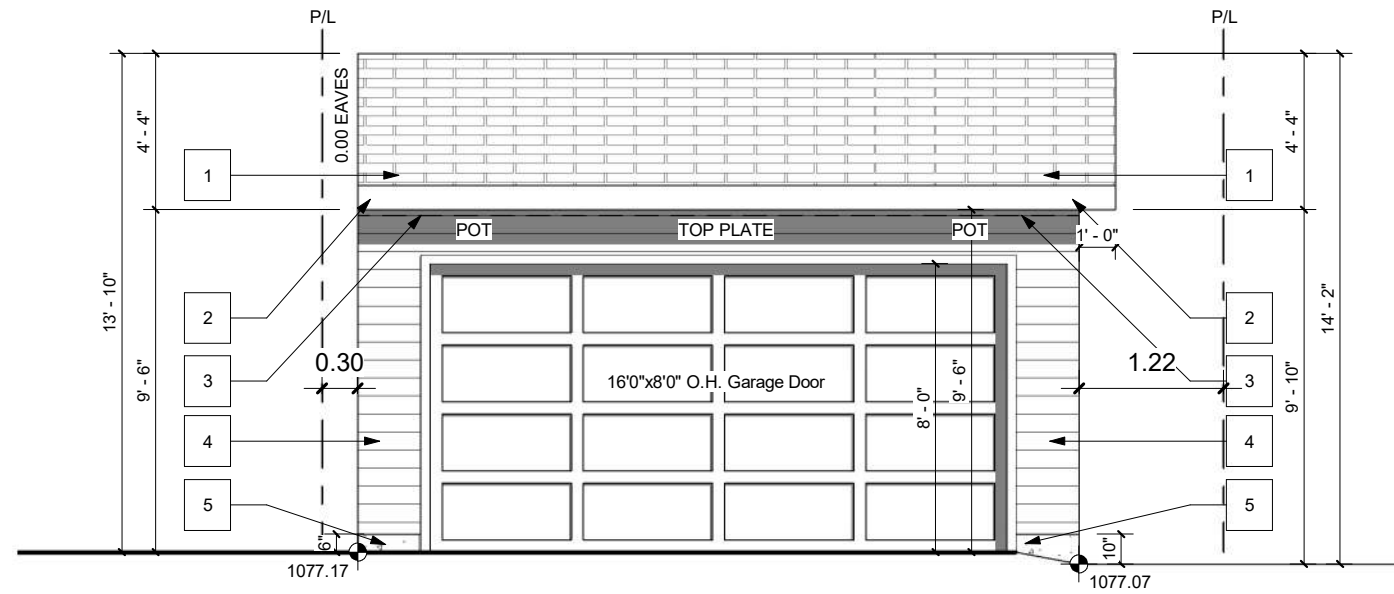 P/L
P/L
4' - 4"
0.00 EAVES
4' - 4"
1
1
POT
TOP PLATE
POT
1' - 0"
13' - 10"
14' - 2"
2
2
0.30
1.22
3
3
16'0"x8'0" O.H. Garage Door
9' - 6"
8' - 0"
9' - 6"
9' - 10"
4
4
5
5
6"
10"
1077.17
1077.07